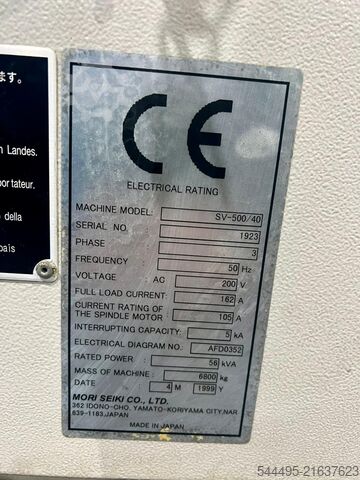 ます。
n Landes.
portateur.
o della
pais
CE
ELECTRICAL RATING
MACHINE MODEL SV-500/40
SERIAL NO 1923
PHASE 3
FREQUENCY 50 Hz
VOLTAGE AC 200 V
FULL LOAD CURRENT 162 A
CURRENT RATING OF
THE SPINDLE MOTOR 105 A
INTERRUPTING CAPACITY 5 kA
ELECTRICAL DIAGRAM NO. AFD0352
RATED POWER 56 kVA
MASS OF MACHINE 6800 kg
DATE 4 M 1999 Y
MORI SEIKI CO., LTD.
362 IDONO-CHO, YAMATO-KORIYAMA CITY, NAR
639-1183, JAPAN
MADE IN JAPAN
544495-21637623